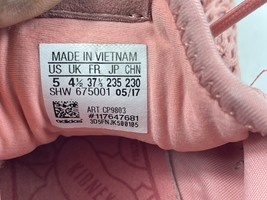 MADE IN VIETNAM
US UK FR JP CHN
5 4½ 37⅓ 235 230
SHW 675001 05/17
ART CP9803
adidas #117647681
3D5FNJK500105